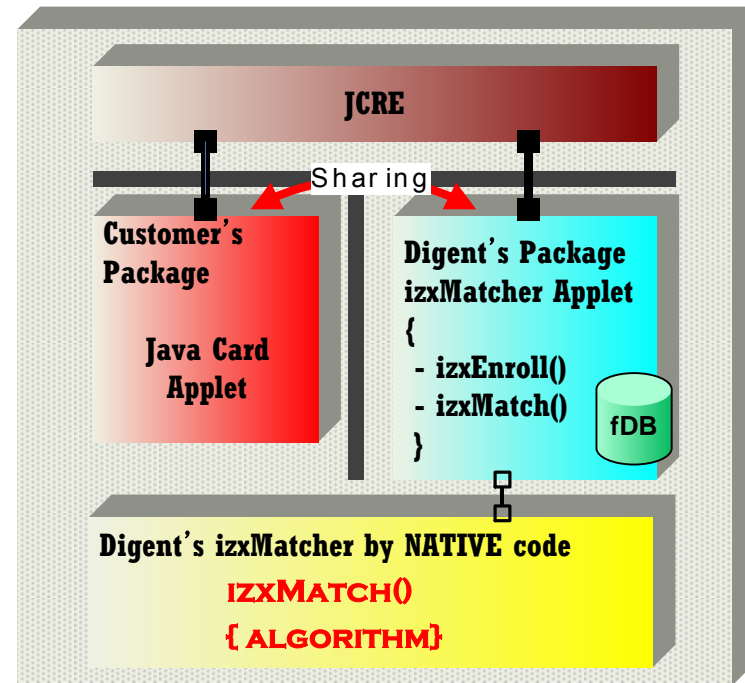 JCRE
Sharing
Customer's
Package
Java Card
Applet
Digent's Package
izxMatcher Applet
{
- izxEnroll()
- izxMatch()
}
fDB
Digent's izxMatcher by NATIVE code
IZXMATCH()
{ ALGORITHM}